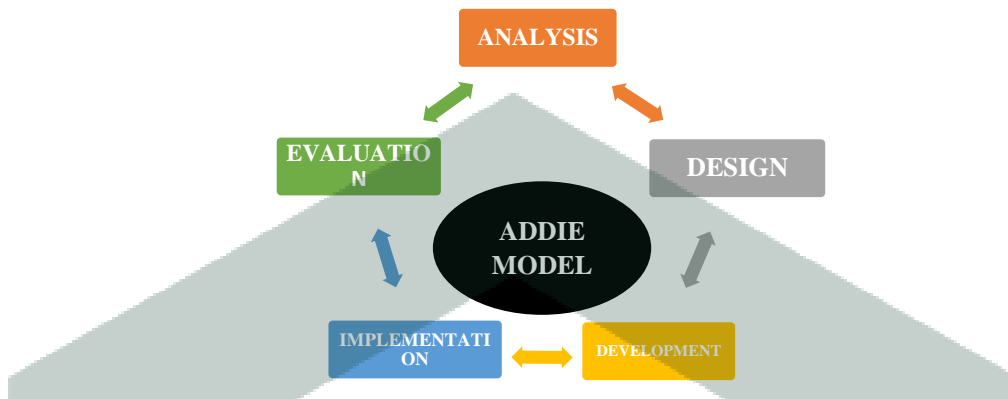 ANALYSIS
EVALUATIO
N
DESIGN
ADDIE
MODEL
IMPLEMENTATI
ON
DEVELOPMENT